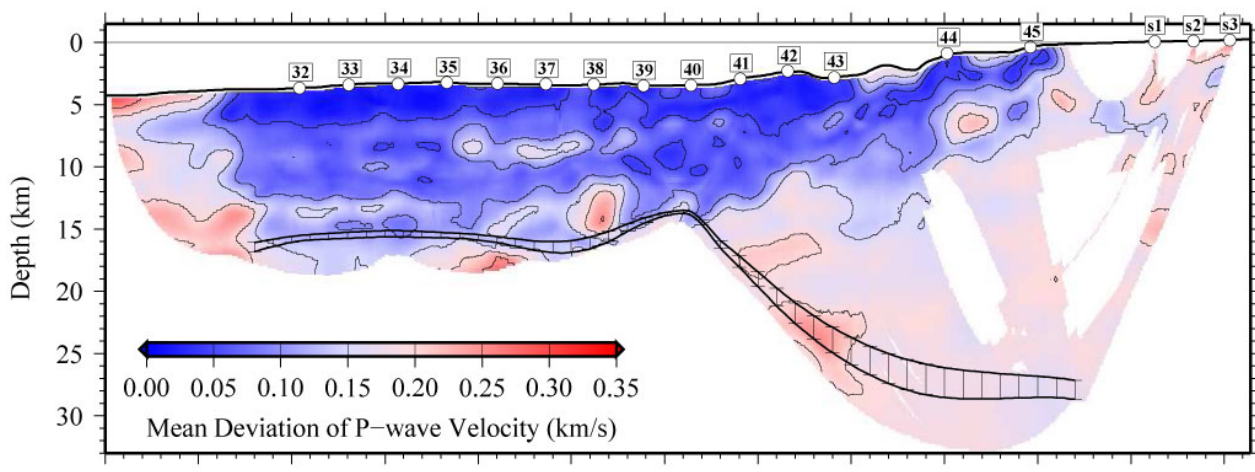 32 33 34 35 36 37 38 39 40 41 42 43 44 45 s1 s2 s3
0
5
10
15
20
25
30
Depth (km)
0.00 0.05 0.10 0.15 0.20 0.25 0.30 0.35
Mean Deviation of P−wave Velocity (km/s)